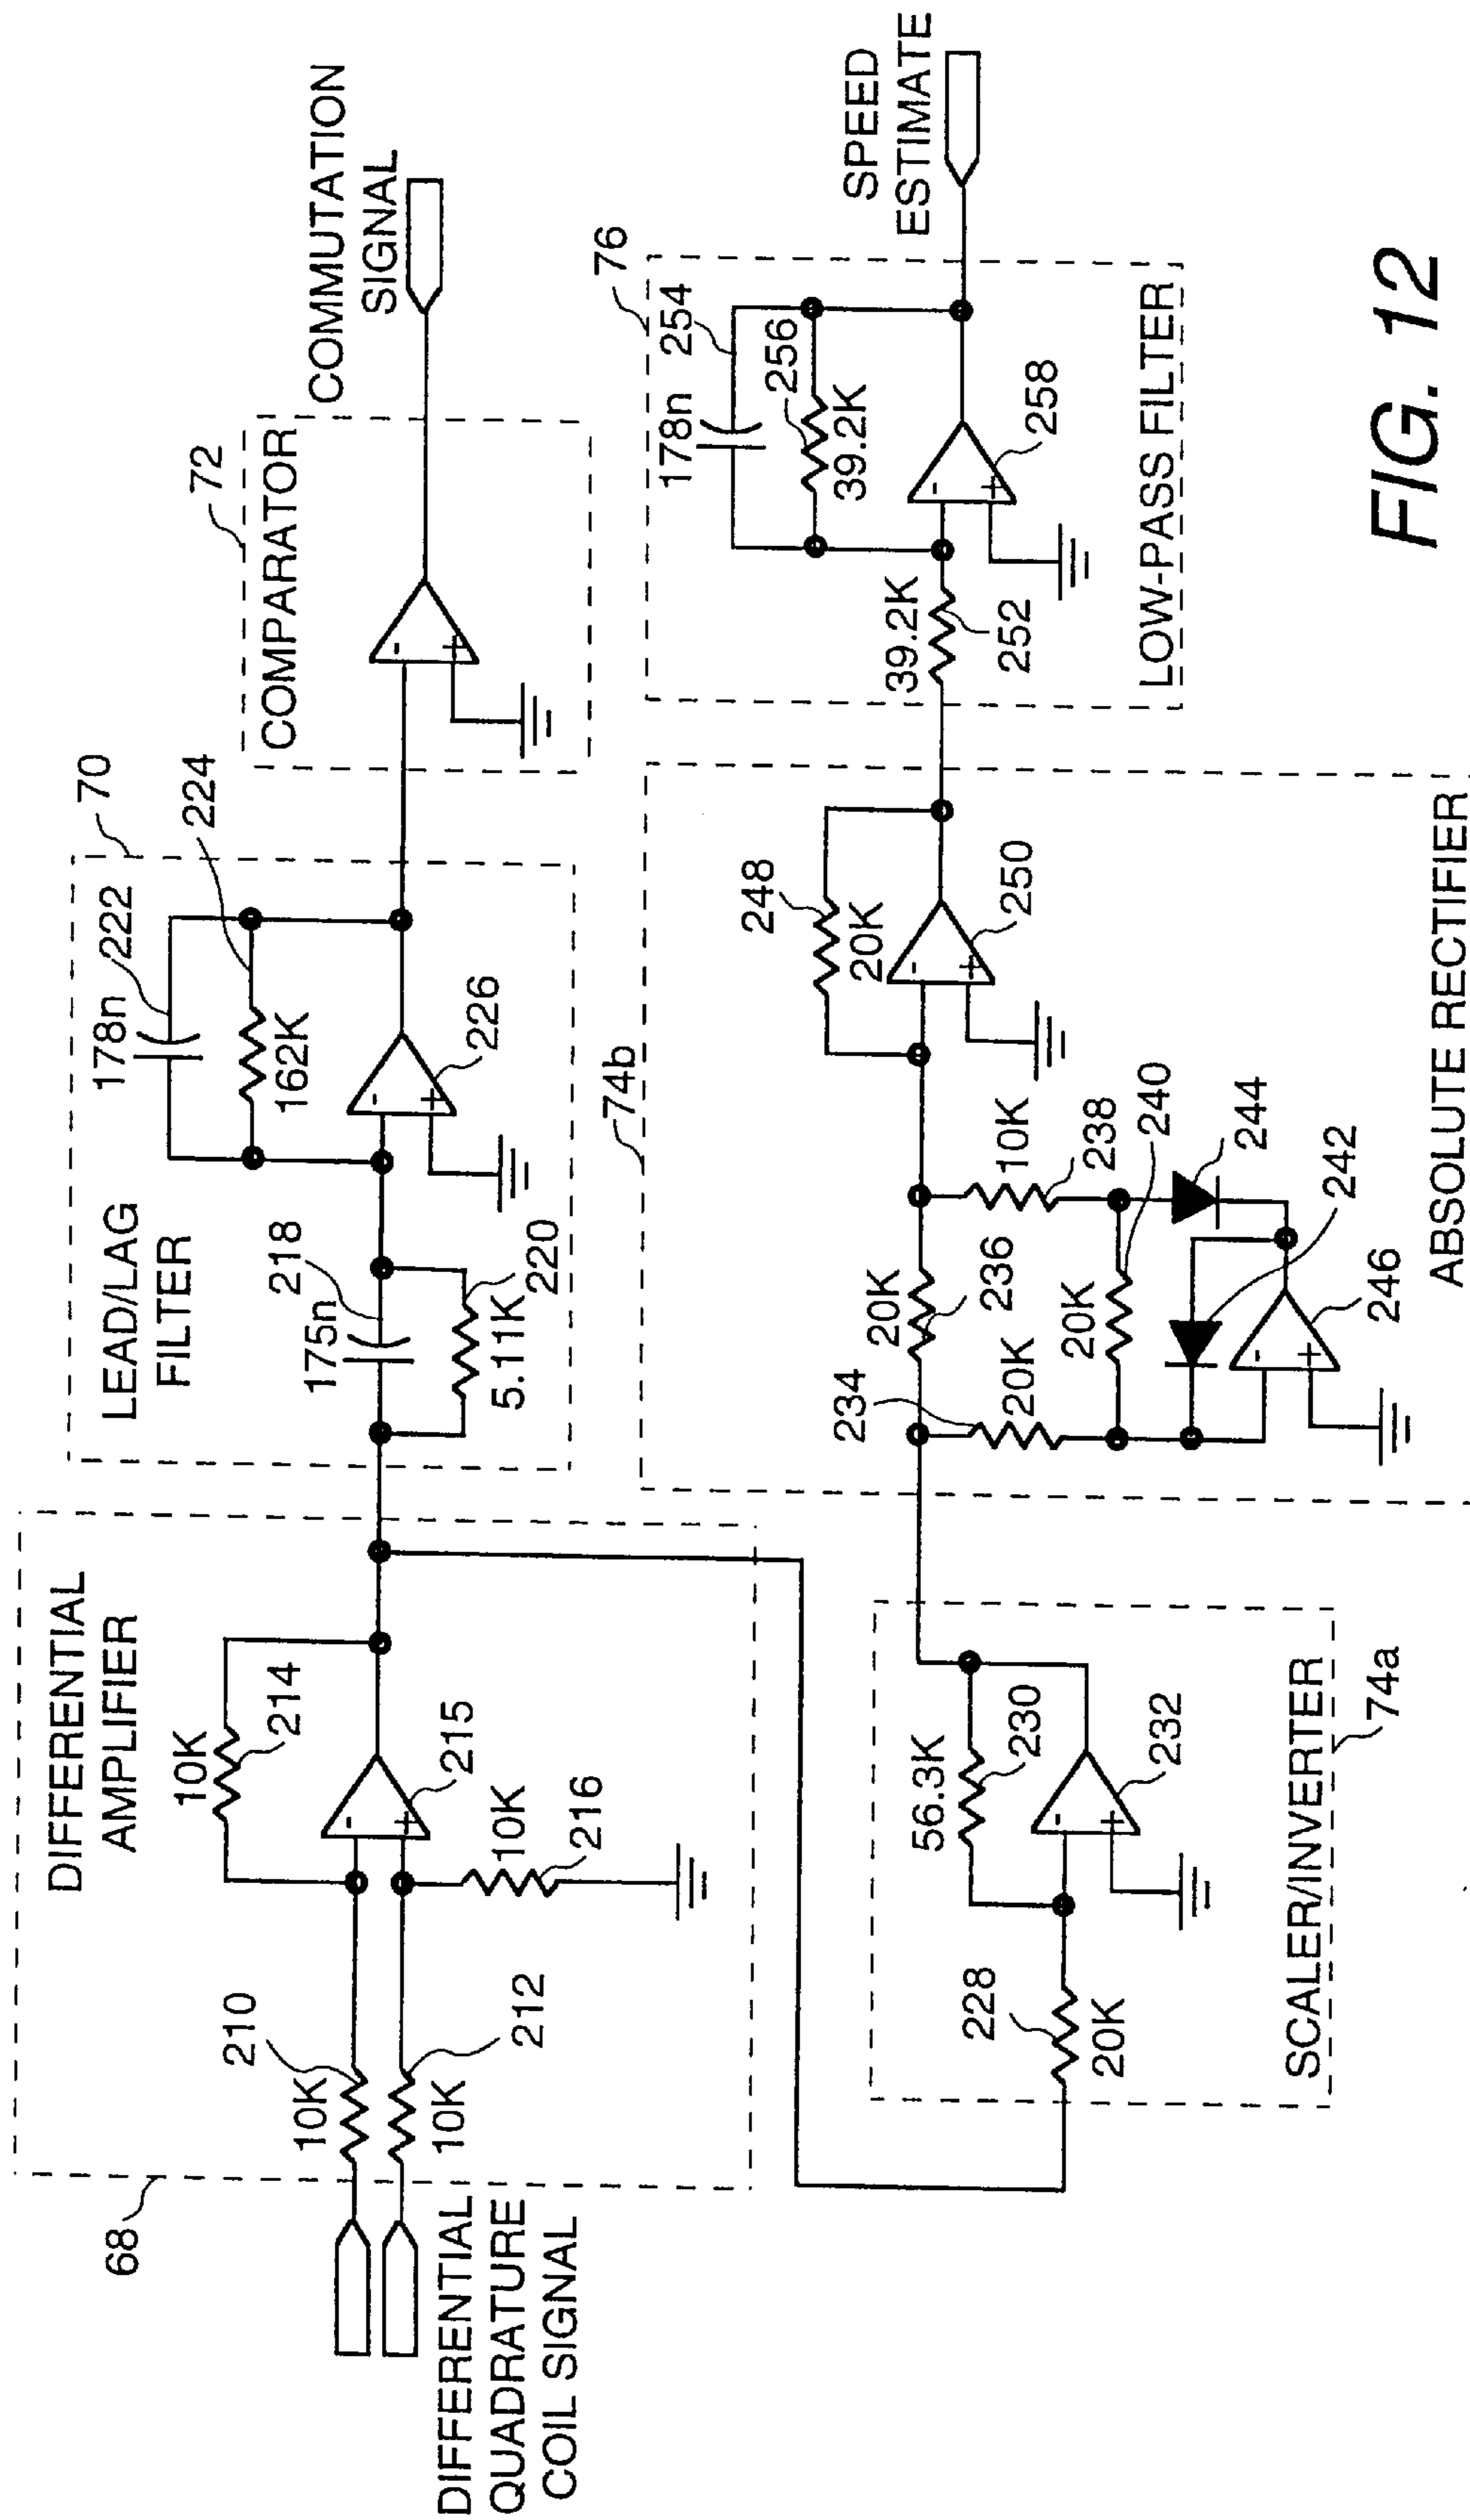 DIFFERENTIAL
AMPLIFIER
68
210
10K
212
10K
10K
214
-
+
215
10K
216
DIFFERENTIAL
QUADRATURE
COIL SIGNAL
LEAD/LAG
FILTER
70
175n
218
5.11K
220
178n
222
224
162K
-
+
226
72
COMPARATOR
-
+
COMMUTATION
SIGNAL
228
20K
56.3K
230
-
+
232
SCALER/INVERTER
74a
74b
234
20K
20K
236
10K
238
20K
240
242
244
-
+
246
248
20K
-
+
250
ABSOLUTE RECTIFIER
76
39.2K
252
178n
254
256
39.2K
-
+
258
LOW-PASS FILTER
SPEED
ESTIMATE
FIG. 12